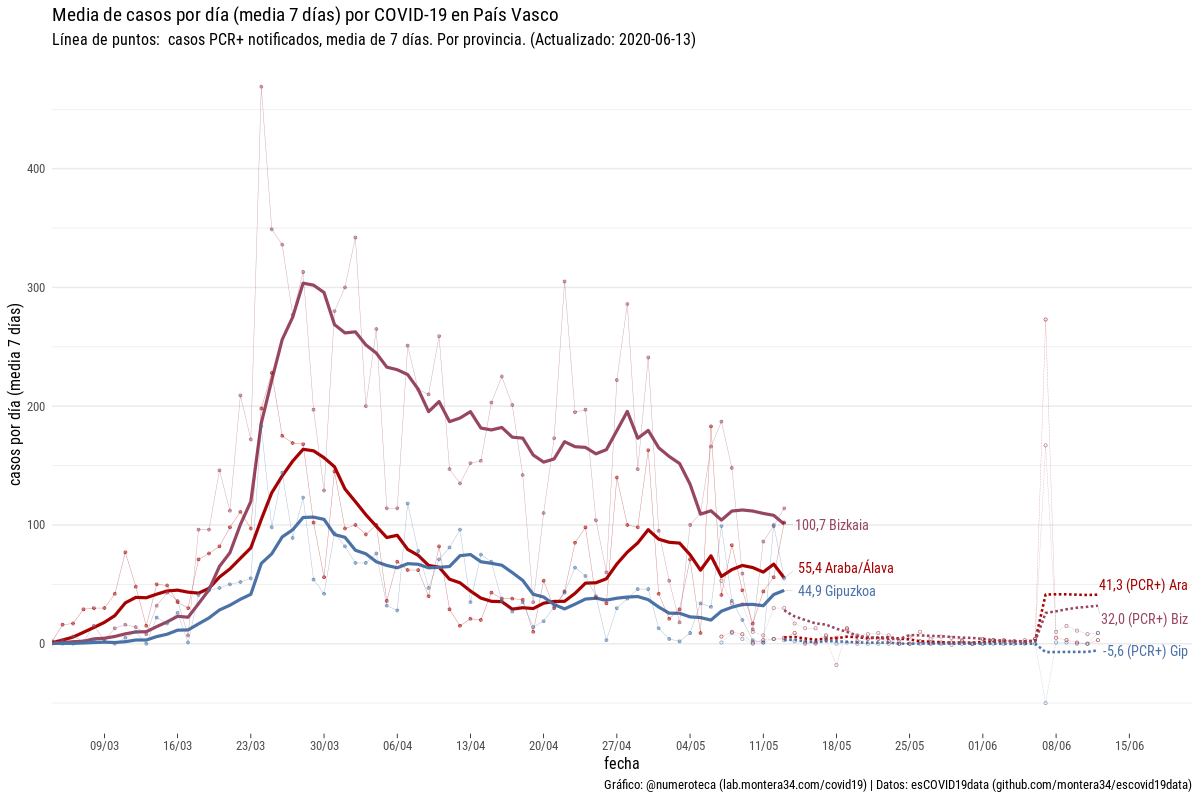 Media de casos por día (media 7 días) por COVID-19 en País Vasco
Línea de puntos:  casos PCR+ notificados, media de 7 días. Por provincia. (Actualizado: 2020-06-13)
casos por día (media 7 días)
400
300
200
100
0
100,7 Bizkaia
55,4 Araba/Álava
44,9 Gipuzkoa
41,3 (PCR+) Ara
32,0 (PCR+) Biz
-5,6 (PCR+) Gip
09/03 16/03 23/03 30/03 06/04 13/04 20/04 27/04 04/05 11/05 18/05 25/05 01/06 08/06 15/06
fecha
Gráfico: @numeroteca (lab.montera34.com/covid19) | Datos: esCOVID19data (github.com/montera34/escovid19data)